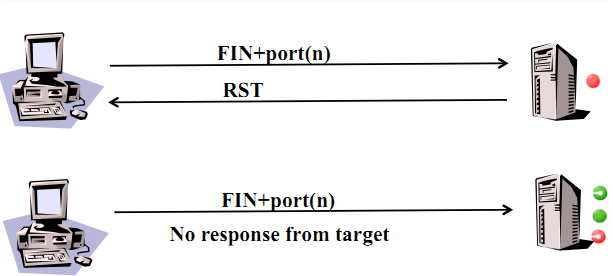 FIN+port(n)
RST
FIN+port(n)
No response from target